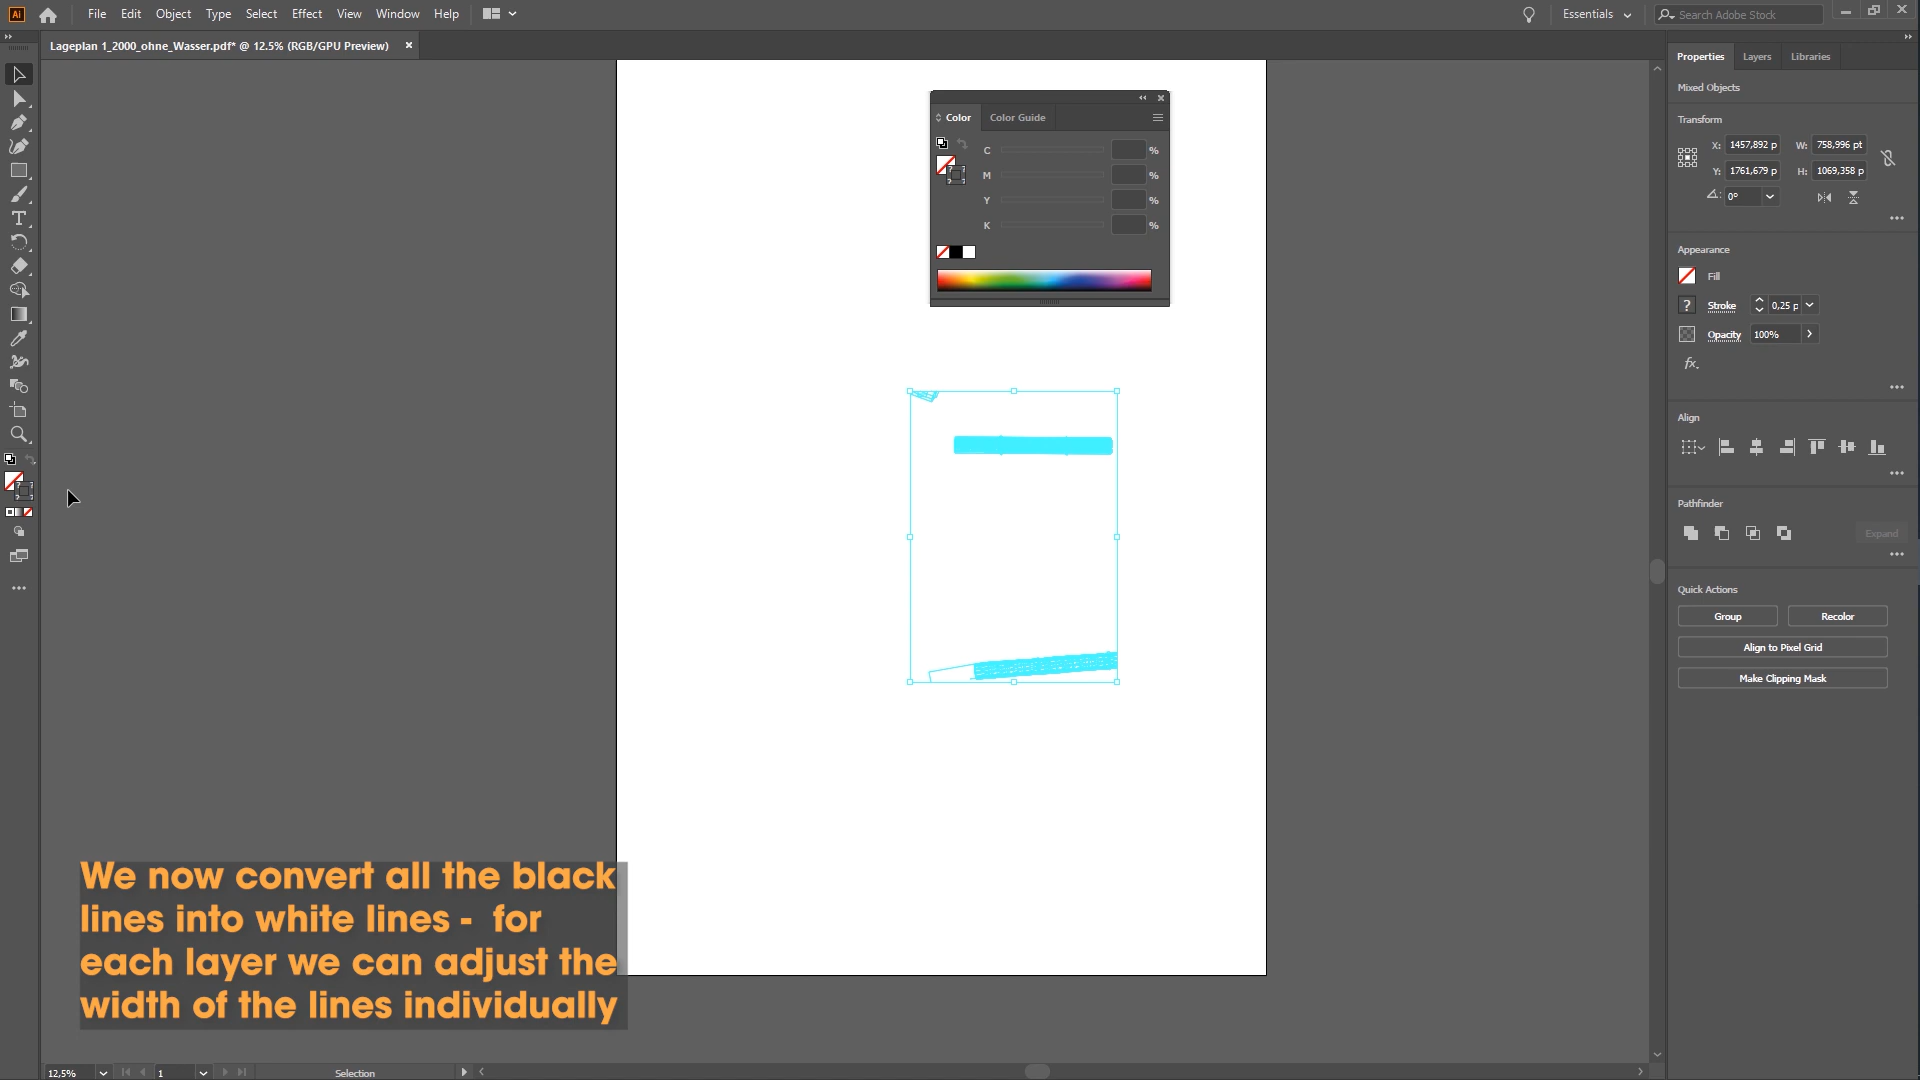 Ai File Edit Object Type Select Effect View Window Help Essentials Search Adobe Stock
Lageplan 1_2000_ohne_Wasser.pdf* @ 12.5% (RGB/GPU Preview) ×
Properties Layers Libraries
Mixed Objects
Transform
X: 1457,892 p W: 758,996 pt
Y: 1761,679 p H: 1069,358 p
0°
Appearance
Fill
? Stroke 0,25 p
Opacity 100%
fx.
Align
Pathfinder
Expand
Quick Actions
Group Recolor
Align to Pixel Grid
Make Clipping Mask
Color Color Guide
C %
M %
Y %
K %
We now convert all the black
lines into white lines - for
each layer we can adjust the
width of the lines individually
12,5% 1 Selection